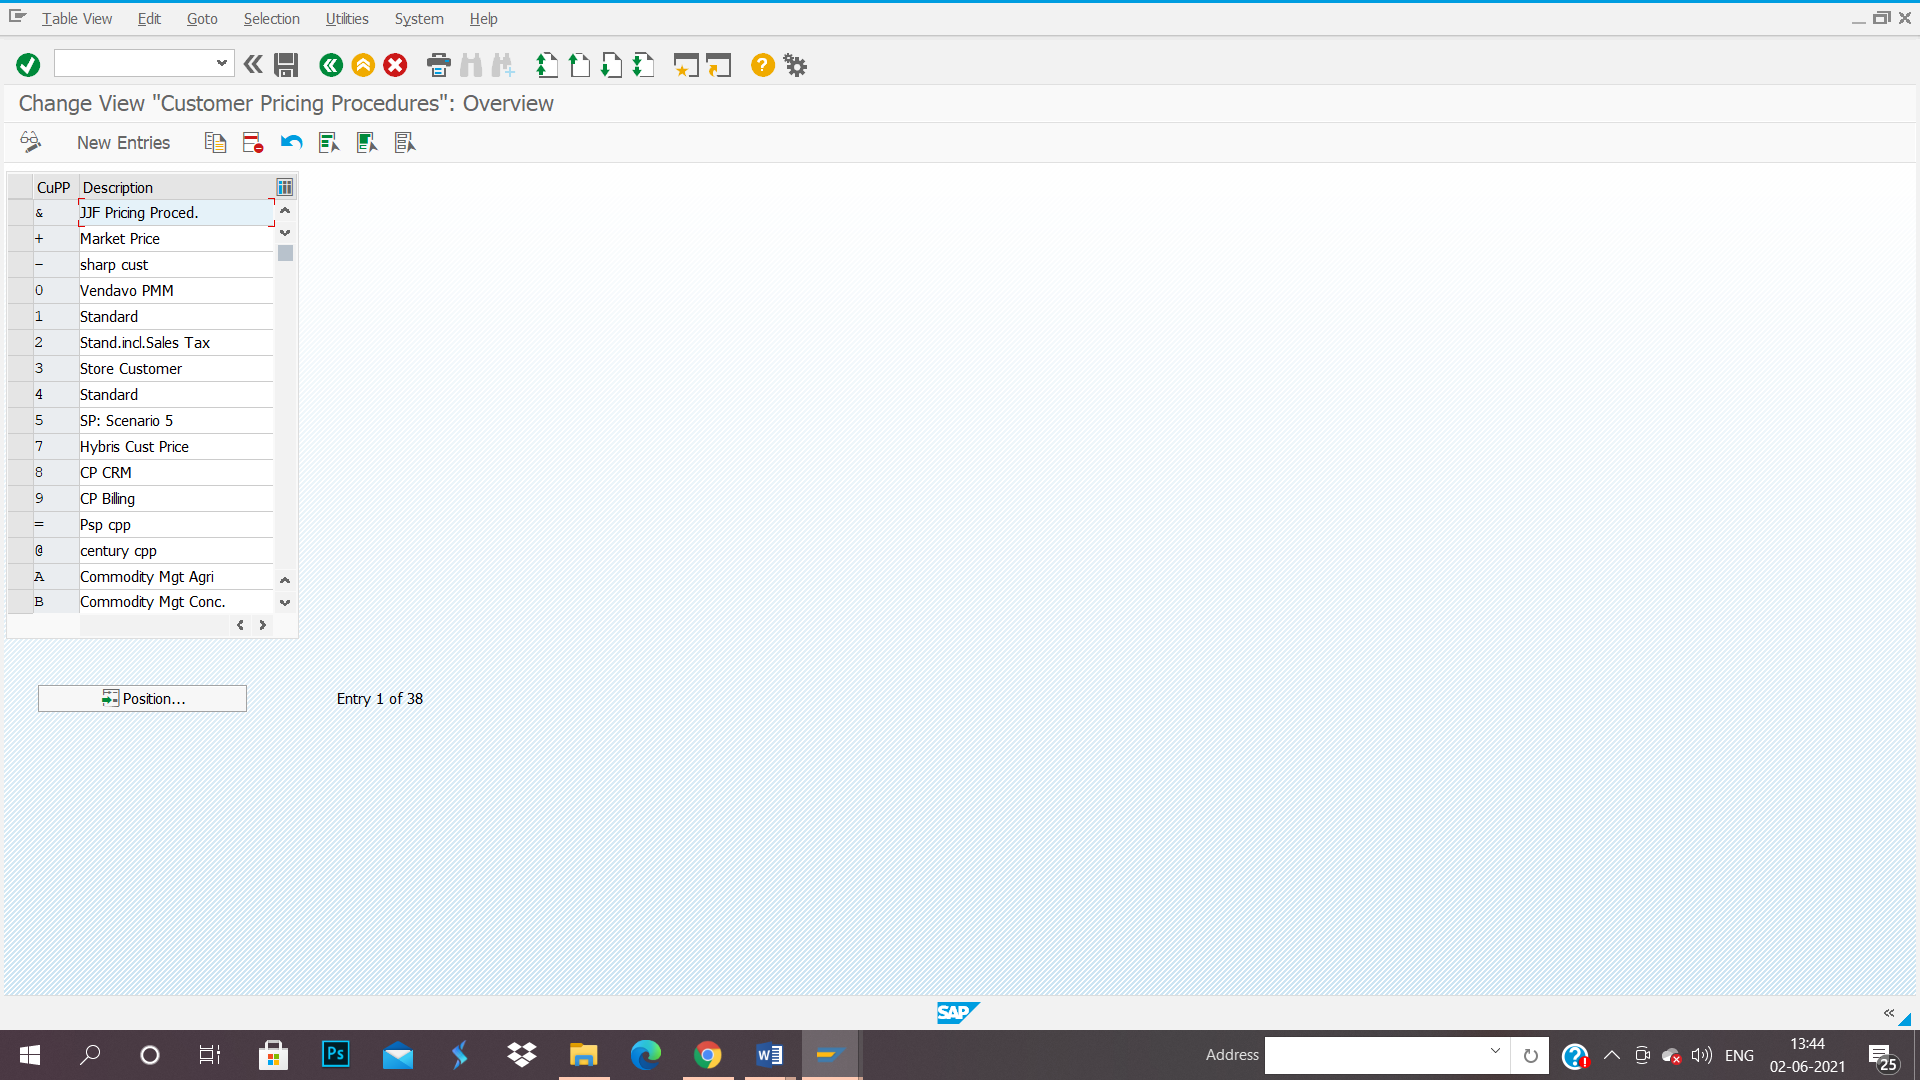 Table View Edit Goto Selection Utilities System Help
Change View "Customer Pricing Procedures": Overview
New Entries
CuPP Description
& JJF Pricing Proced.
+ Market Price
- sharp cust
0 Vendavo PMM
1 Standard
2 Stand.incl.Sales Tax
3 Store Customer
4 Standard
5 SP: Scenario 5
7 Hybris Cust Price
8 CP CRM
9 CP Billing
= Psp cpp
@ century cpp
A Commodity Mgt Agri
B Commodity Mgt Conc.
Position... Entry 1 of 38
SAP
Ps
Address
ENG
13:44
02-06-2021
25